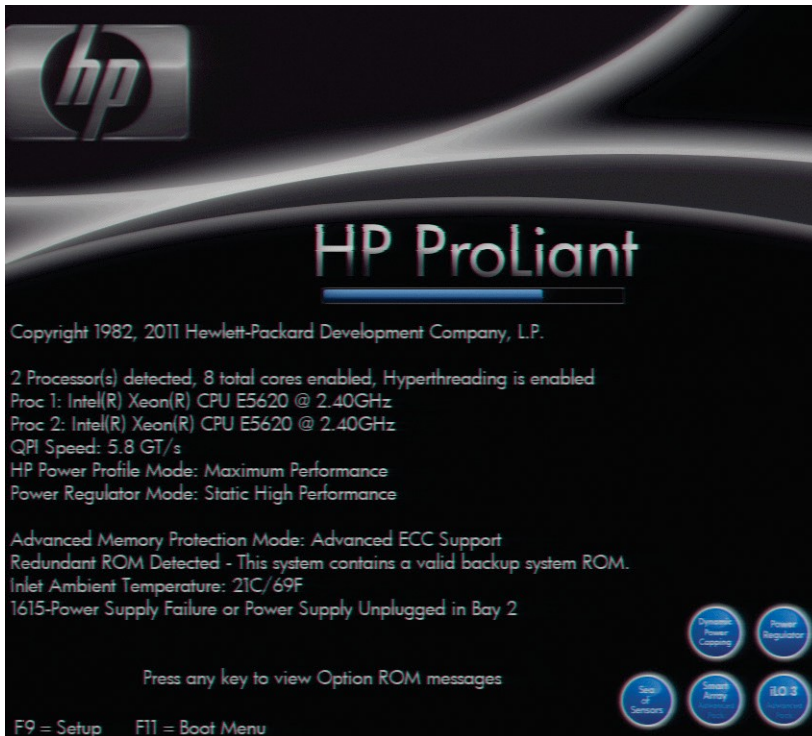 hp
HP ProLiant
Copyright 1982, 2011 Hewlett-Packard Development Company, L.P.
2 Processor(s) detected, 8 total cores enabled, Hyperthreading is enabled
Proc 1: Intel(R) Xeon(R) CPU E5620 @ 2.40GHz
Proc 2: Intel(R) Xeon(R) CPU E5620 @ 2.40GHz
QPI Speed: 5.8 GT/s
HP Power Profile Mode: Maximum Performance
Power Regulator Mode: Static High Performance
Advanced Memory Protection Mode: Advanced ECC Support
Redundant ROM Detected - This system contains a valid backup system ROM.
Inlet Ambient Temperature: 21C/69F
1615-Power Supply Failure or Power Supply Unplugged in Bay 2
Dynamic
Power
Capping
Power
Regulator
Press any key to view Option ROM messages
Sea
of
Sensors
Smart
Array
iLO 3
F9 = Setup F11 = Boot Menu